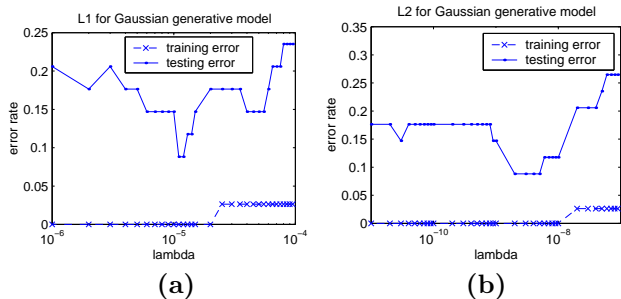 L1 for Gaussian generative model
training error
testing error
0.25
0.2
0.15
0.1
0.05
0
error rate
10^-6
10^-5
10^-4
lambda
(a)
L2 for Gaussian generative model
training error
testing error
0.35
0.3
0.25
0.2
0.15
0.1
0.05
0
error rate
10^-10
10^-8
lambda
(b)